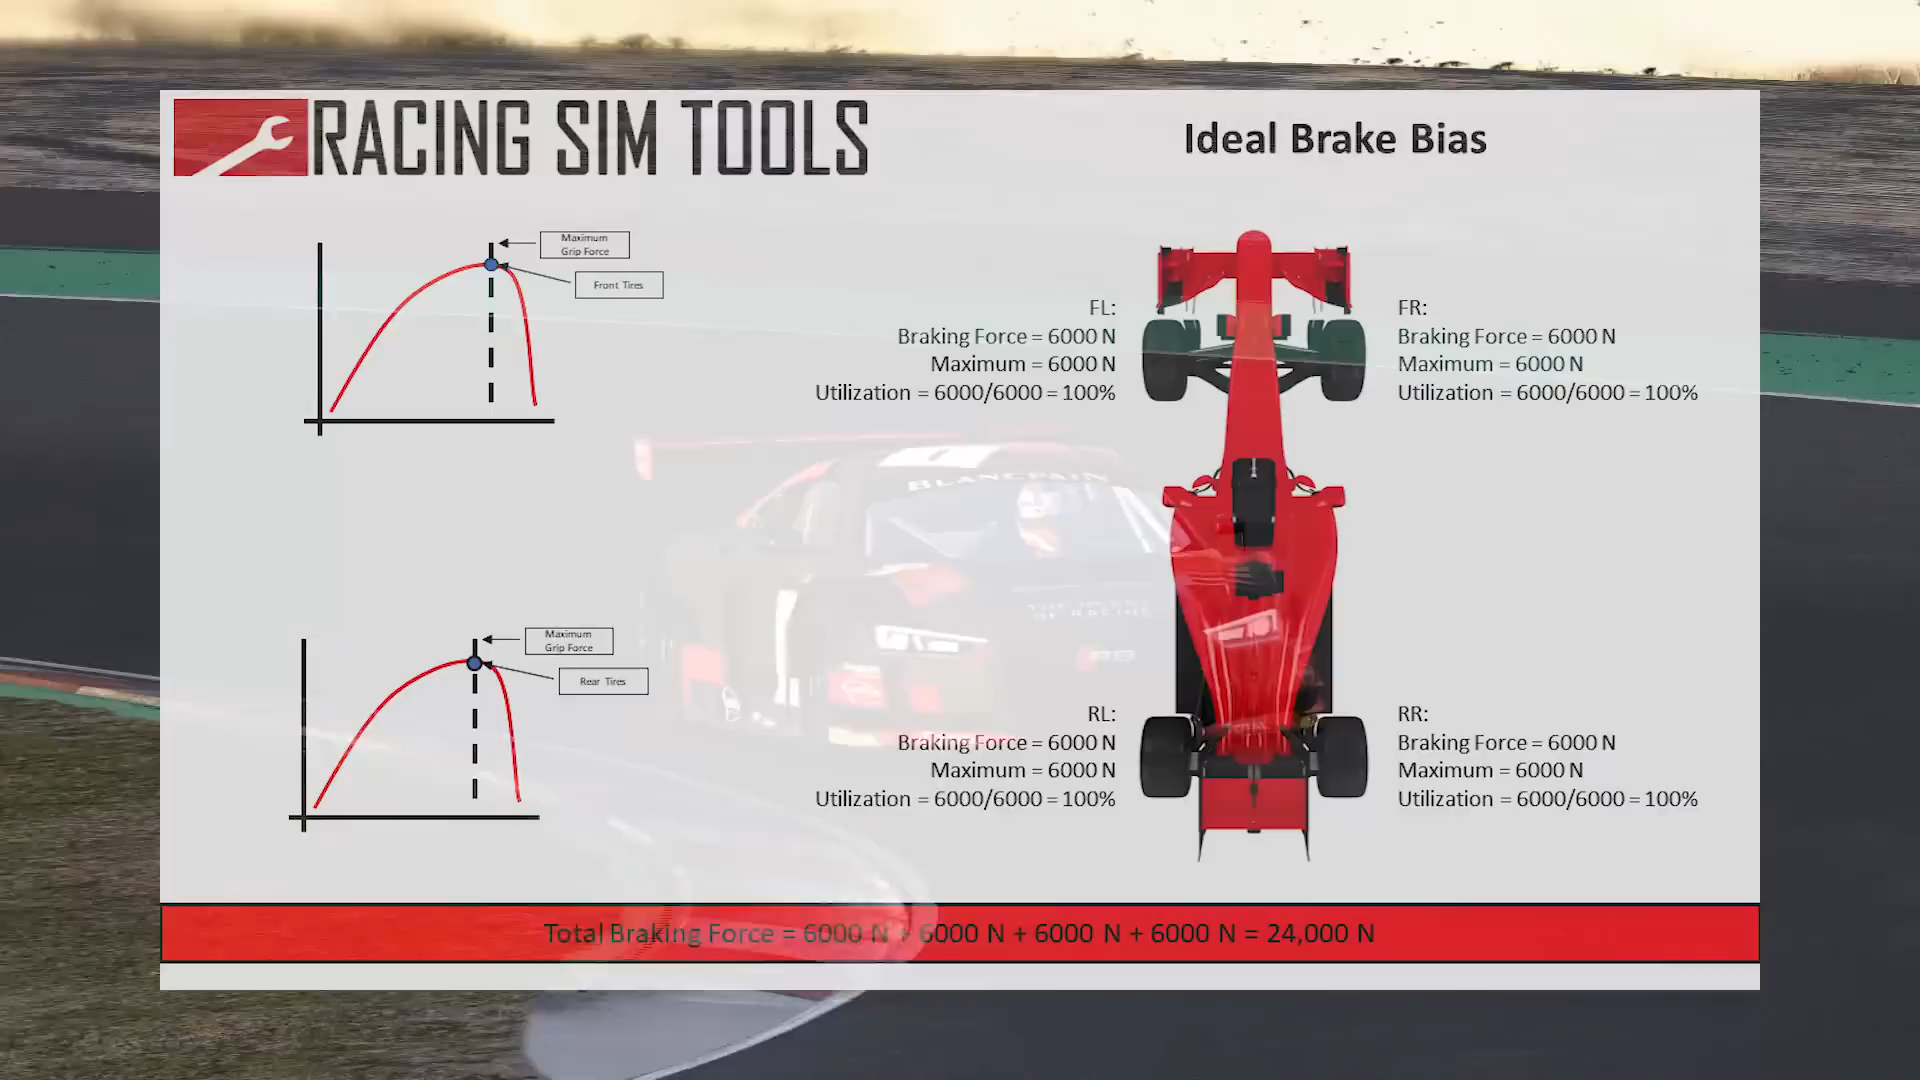 RACING SIM TOOLS
Ideal Brake Bias
Maximum
Grip Force
Front Tires
FL:
Braking Force = 6000 N
Maximum = 6000 N
Utilization = 6000/6000 = 100%
FR:
Braking Force = 6000 N
Maximum = 6000 N
Utilization = 6000/6000 = 100%
BLANCPAIN
Maximum
Grip Force
Rear Tires
RL:
Braking Force = 6000 N
Maximum = 6000 N
Utilization = 6000/6000 = 100%
RR:
Braking Force = 6000 N
Maximum = 6000 N
Utilization = 6000/6000 = 100%
Total Braking Force = 6000 N + 6000 N + 6000 N + 6000 N = 24,000 N